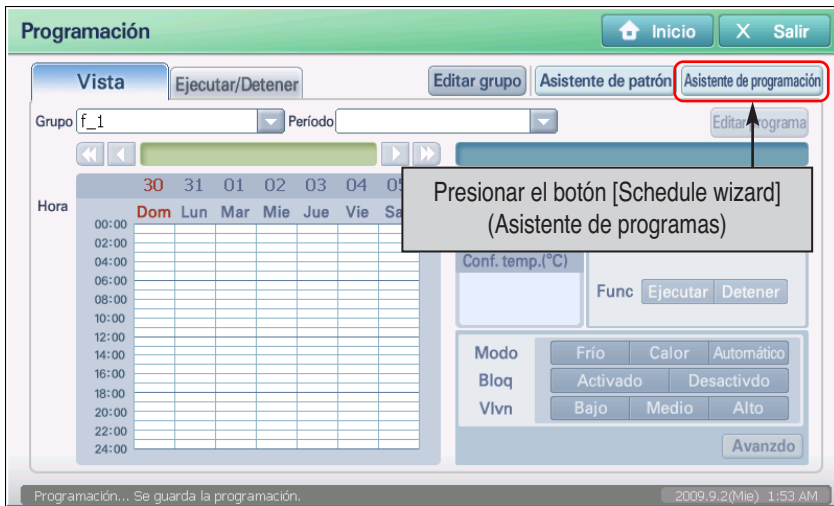 Programación
Inicio
X Salir
Vista
Ejecutar/Detener
Editar grupo
Asistente de patrón
Asistente de programación
Grupo f_1
Período
Editar programa
Presionar el botón [Schedule wizard]
(Asistente de programas)
30 31 01 02 03 04 05
Hora
Dom Lun Mar Mie Jue Vie
00:00
02:00
04:00
06:00
08:00
10:00
12:00
14:00
16:00
18:00
20:00
22:00
24:00
Conf. temp.(°C)
Func Ejecutar Detener
Modo Frío Calor Automático
Bloq Activado Desactivdo
Vlvn Bajo Medio Alto
Avanzdo
Programación... Se guarda la programación.
2009.9.2(Mie) 1:53 AM